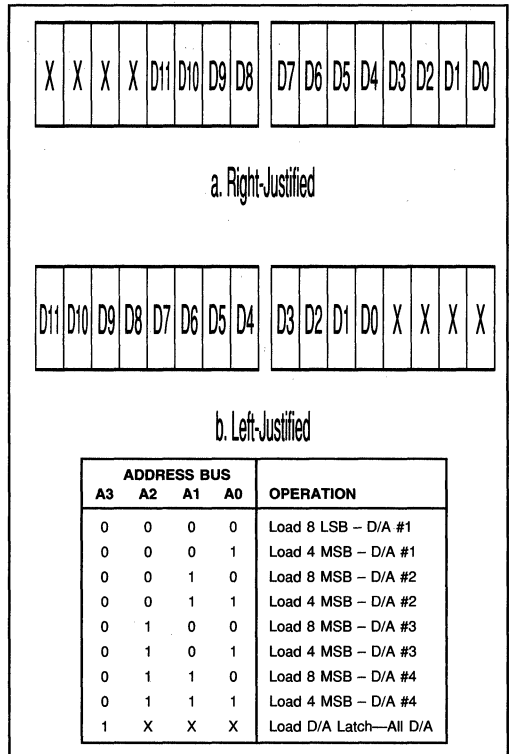 X X X X D11 D10 D9 D8 D7 D6 D5 D4 D3 D2 D1 D0
a. Right-Justified
D11 D10 D9 D8 D7 D6 D5 D4 D3 D2 D1 D0 X X X X
b. Left-Justified
ADDRESS BUS
A3 A2 A1 A0 OPERATION
0 0 0 0 Load 8 LSB – D/A #1
0 0 0 1 Load 4 MSB – D/A #1
0 0 1 0 Load 8 MSB – D/A #2
0 0 1 1 Load 4 MSB – D/A #2
0 1 0 0 Load 8 MSB – D/A #3
0 1 0 1 Load 4 MSB – D/A #3
0 1 1 0 Load 8 MSB – D/A #4
0 1 1 1 Load 4 MSB – D/A #4
1 X X X Load D/A Latch—All D/A